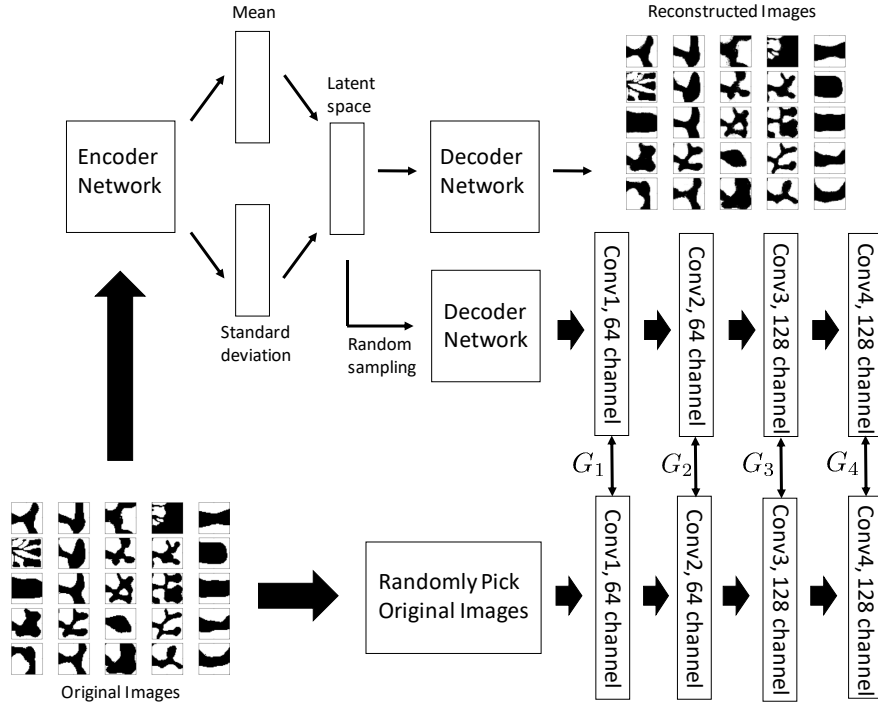 Mean
Reconstructed Images
Latent
space
Encoder
Network
Decoder
Network
Standard
deviation
Random
sampling
Decoder
Network
Conv1, 64 channel
Conv2, 64 channel
Conv3, 128 channel
Conv4, 128 channel
G1
G2
G3
G4
Randomly Pick
Original Images
Conv1, 64 channel
Conv2, 64 channel
Conv3, 128 channel
Conv4, 128 channel
Original Images